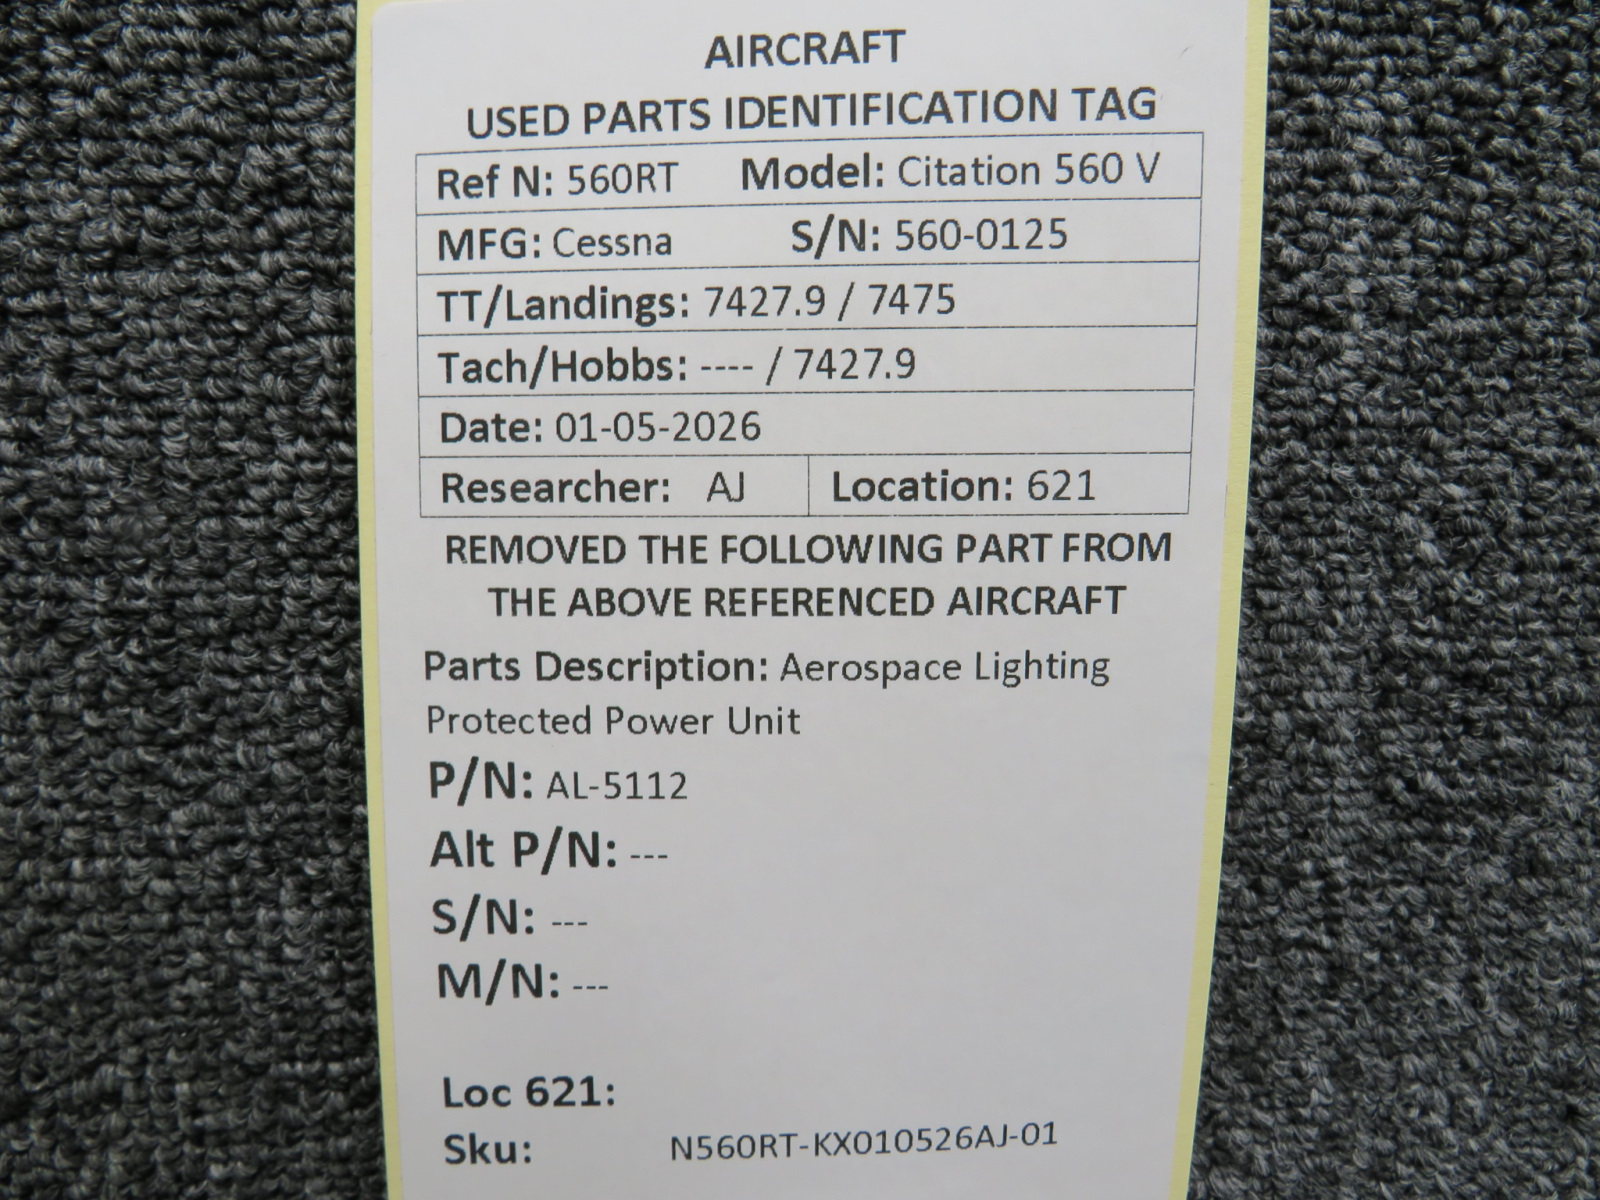 AIRCRAFT
USED PARTS IDENTIFICATION TAG
Ref N: 560RT Model: Citation 560 V
MFG: Cessna S/N: 560-0125
TT/Landings: 7427.9 / 7475
Tach/Hobbs: ---- / 7427.9
Date: 01-05-2026
Researcher: AJ Location: 621
REMOVED THE FOLLOWING PART FROM
THE ABOVE REFERENCED AIRCRAFT
Parts Description: Aerospace Lighting
Protected Power Unit
P/N: AL-5112
Alt P/N: ---
S/N: ---
M/N: ---
Loc 621:
Sku: N560RT-KX010526AJ-01